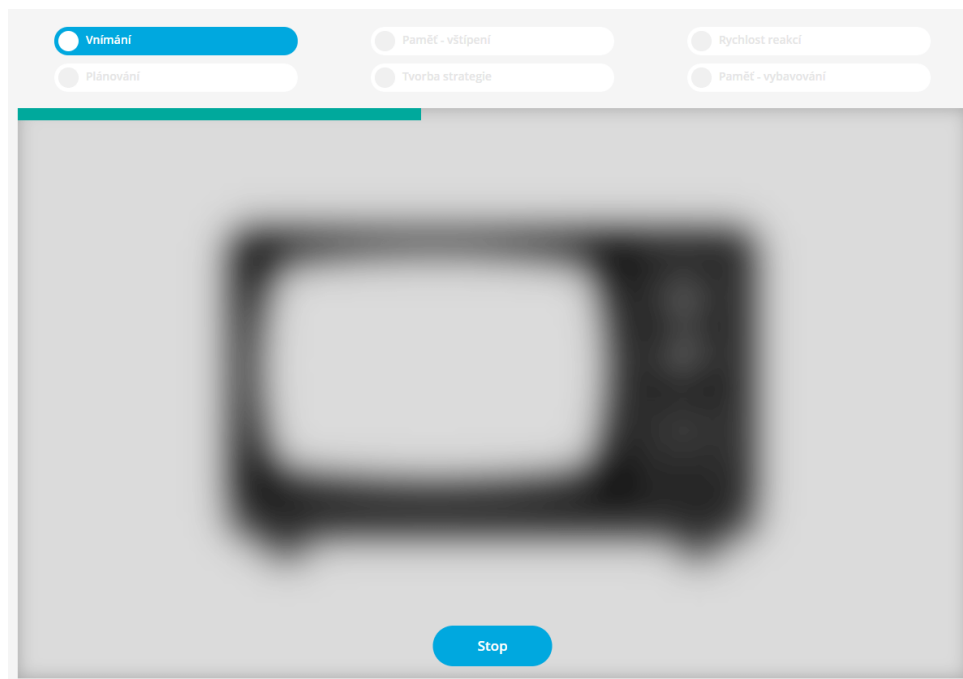 Vnímání
Paměť - vštípení
Rychlost reakcí
Plánování
Tvorba strategie
Paměť - vybavování
Stop